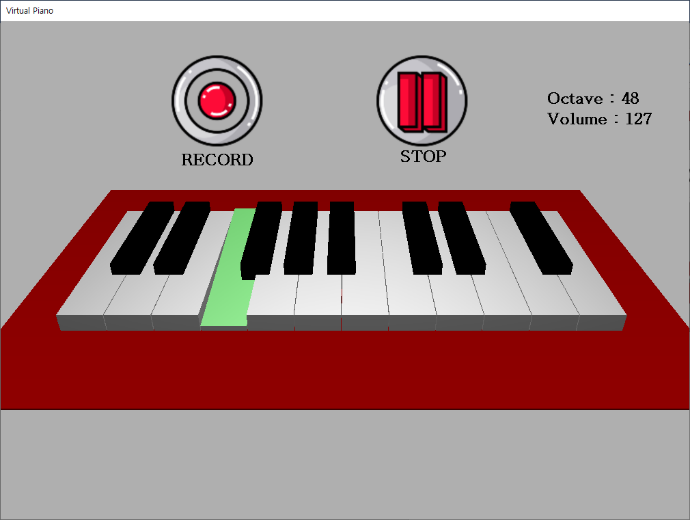 Virtual Piano
RECORD
STOP
Octave : 48
Volume : 127